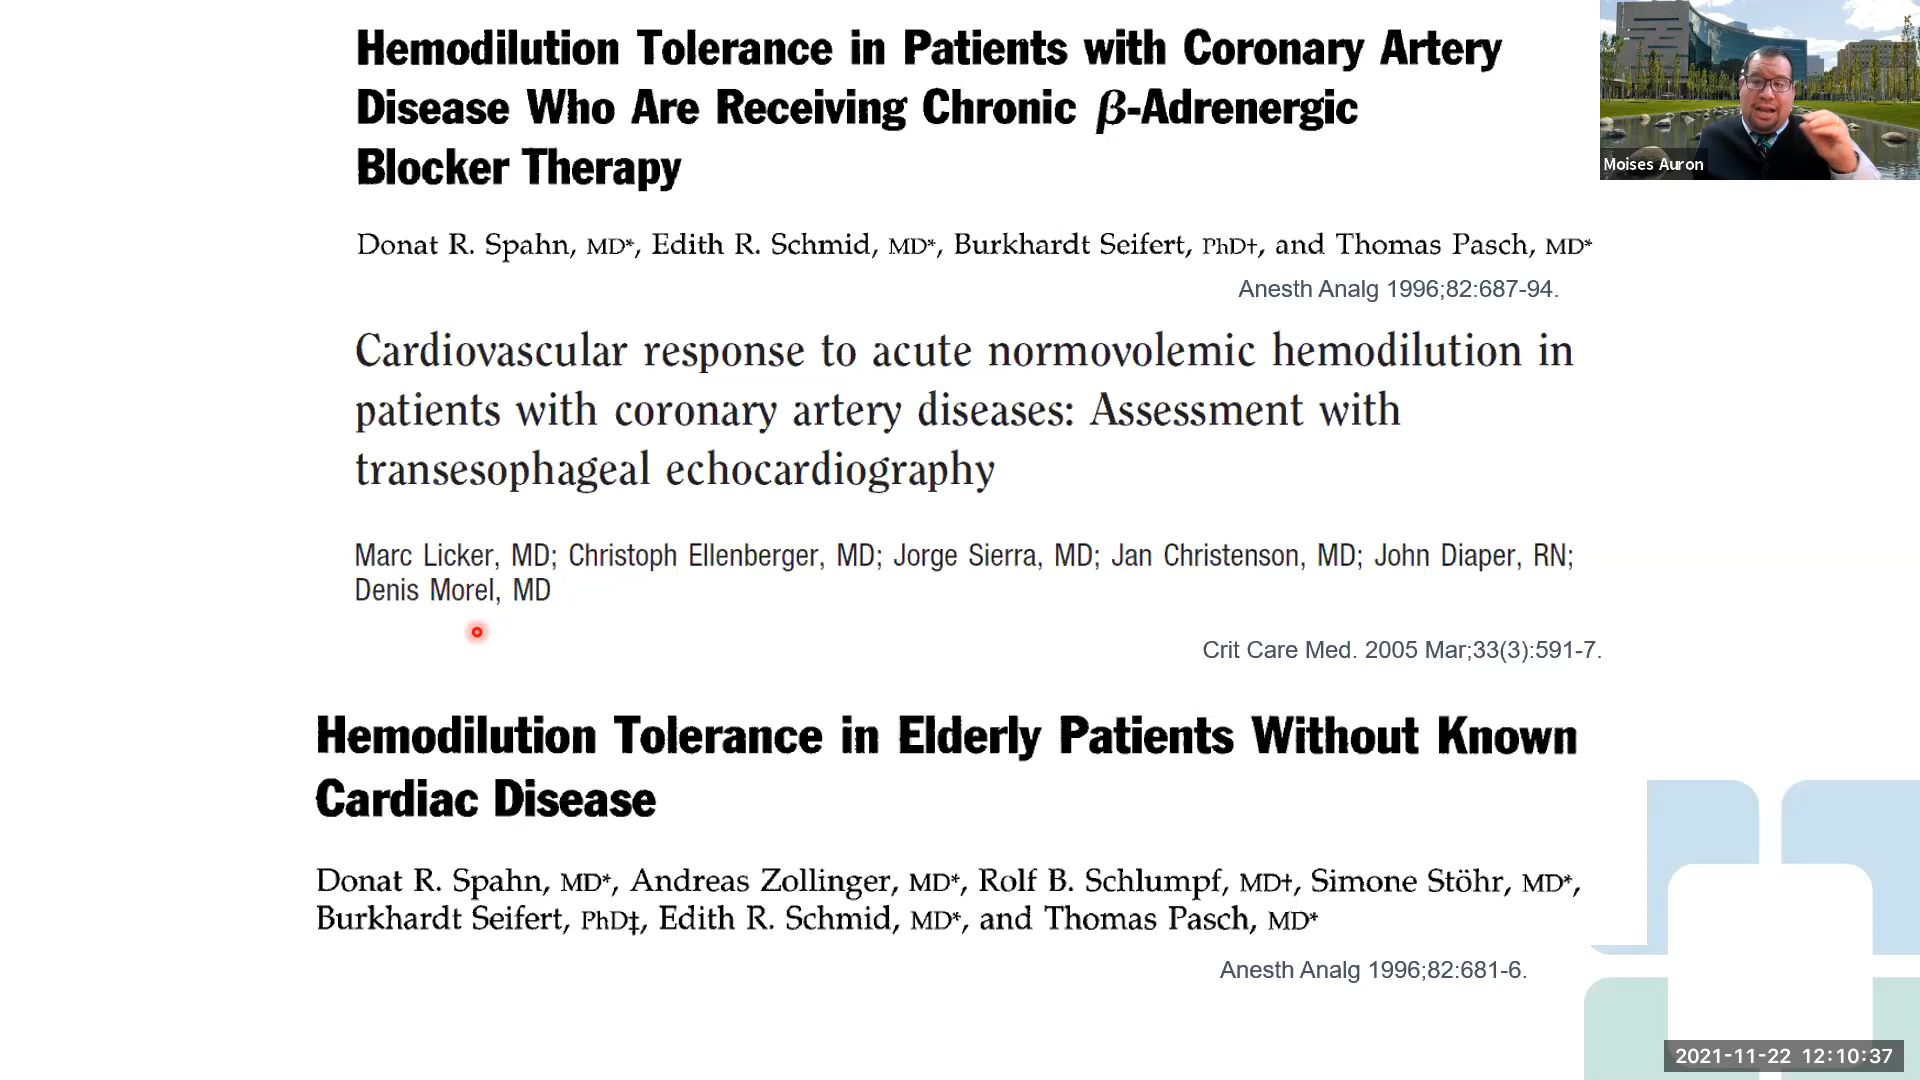 Hemodilution Tolerance in Patients with Coronary Artery
Disease Who Are Receiving Chronic β-Adrenergic
Blocker Therapy
Moises Auron
Donat R. Spahn, MD*, Edith R. Schmid, MD*, Burkhardt Seifert, PhD†, and Thomas Pasch, MD*
Anesth Analg 1996;82:687-94.
Cardiovascular response to acute normovolemic hemodilution in
patients with coronary artery diseases: Assessment with
transesophageal echocardiography
Marc Licker, MD; Christoph Ellenberger, MD; Jorge Sierra, MD; Jan Christenson, MD; John Diaper, RN;
Denis Morel, MD
Crit Care Med. 2005 Mar;33(3):591-7.
Hemodilution Tolerance in Elderly Patients Without Known
Cardiac Disease
Donat R. Spahn, MD*, Andreas Zollinger, MD*, Rolf B. Schlumpf, MD†, Simone Stöhr, MD*,
Burkhardt Seifert, PhD‡, Edith R. Schmid, MD*, and Thomas Pasch, MD*
Anesth Analg 1996;82:681-6.
2021-11-22 12:10:37